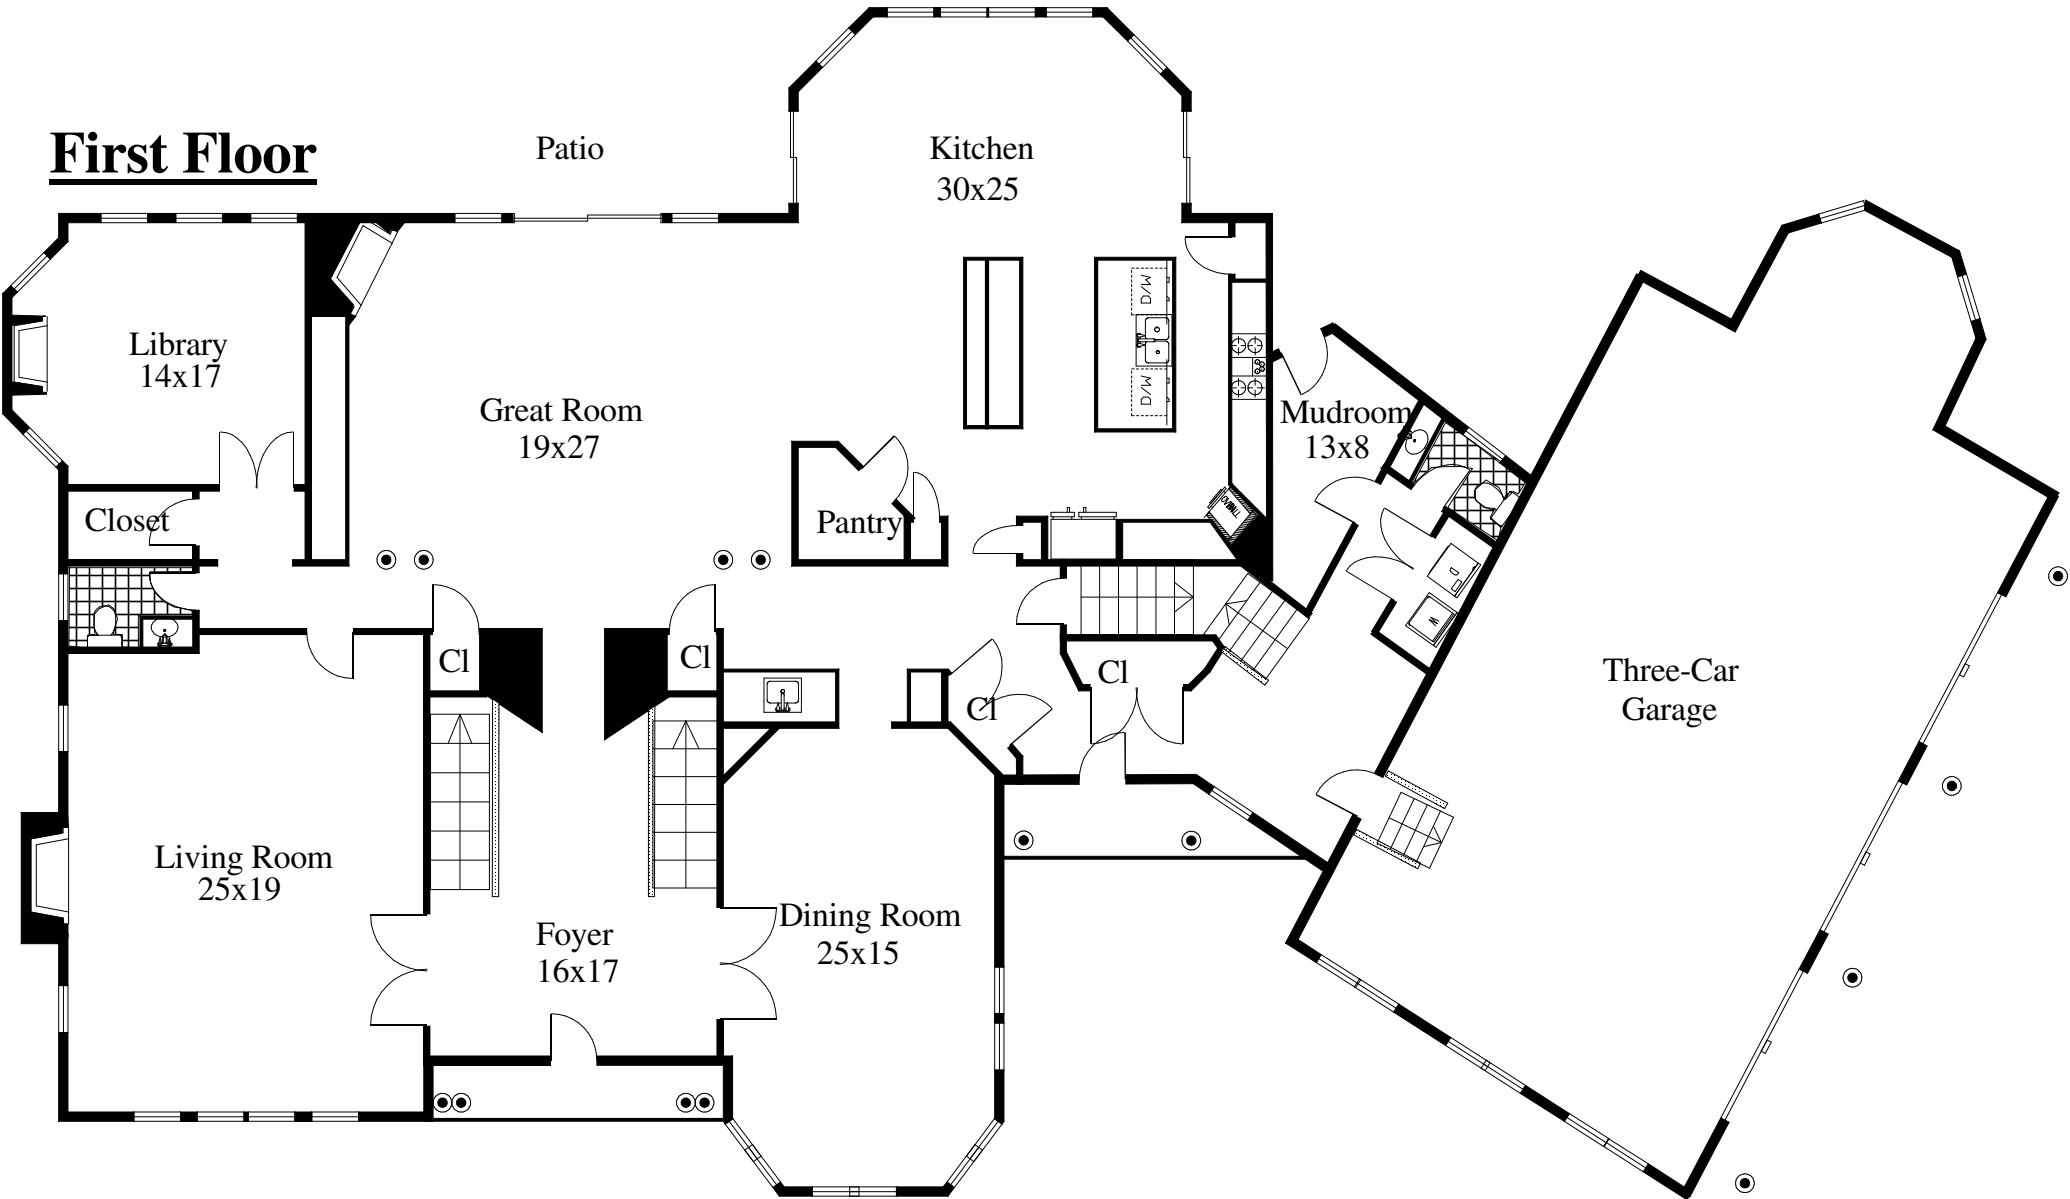 First Floor
Patio
Kitchen
30x25
Library
14x17
Great Room
19x27
Mudroom
13x8
D/W
D/W
Closet
Pantry
OVEN
Cl
Cl
Cl
Cl
W
Three-Car
Garage
Living Room
25x19
Foyer
16x17
Dining Room
25x15